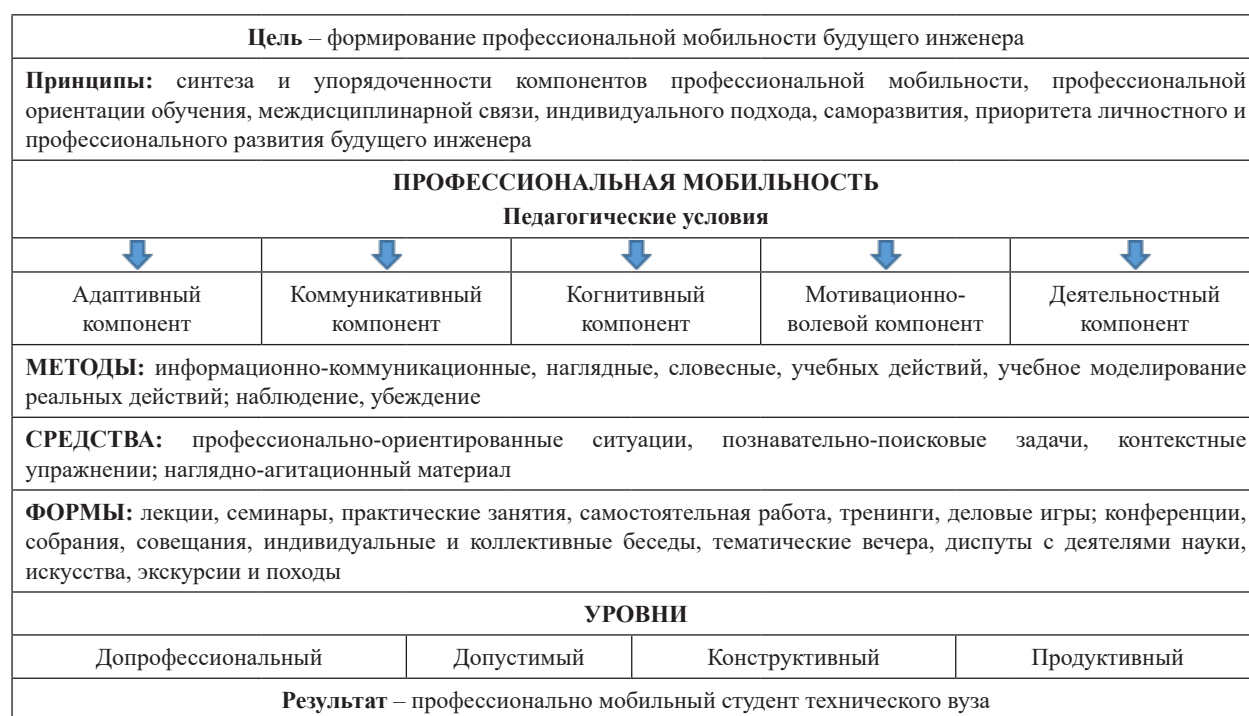 Цель – формирование профессиональной мобильности будущего инженера
Принципы: синтеза и упорядоченности компонентов профессиональной мобильности, профессиональной
ориентации обучения, междисциплинарной связи, индивидуального подхода, саморазвития, приоритета личностного и
профессионального развития будущего инженера
ПРОФЕССИОНАЛЬНАЯ МОБИЛЬНОСТЬ
Педагогические условия
Адаптивный
компонент
Коммуникативный
компонент
Когнитивный
компонент
Мотивационно-
волевой компонент
Деятельностный
компонент
МЕТОДЫ: информационно-коммуникационные, наглядные, словесные, учебных действий, учебное моделирование
реальных действий; наблюдение, убеждение
СРЕДСТВА: профессионально-ориентированные ситуации, познавательно-поисковые задачи, контекстные
упражнении; наглядно-агитационный материал
ФОРМЫ: лекции, семинары, практические занятия, самостоятельная работа, тренинги, деловые игры; конференции,
собрания, совещания, индивидуальные и коллективные беседы, тематические вечера, диспуты с деятелями науки,
искусства, экскурсии и походы
УРОВНИ
Допрофессиональный
Допустимый
Конструктивный
Продуктивный
Результат – профессионально мобильный студент технического вуза